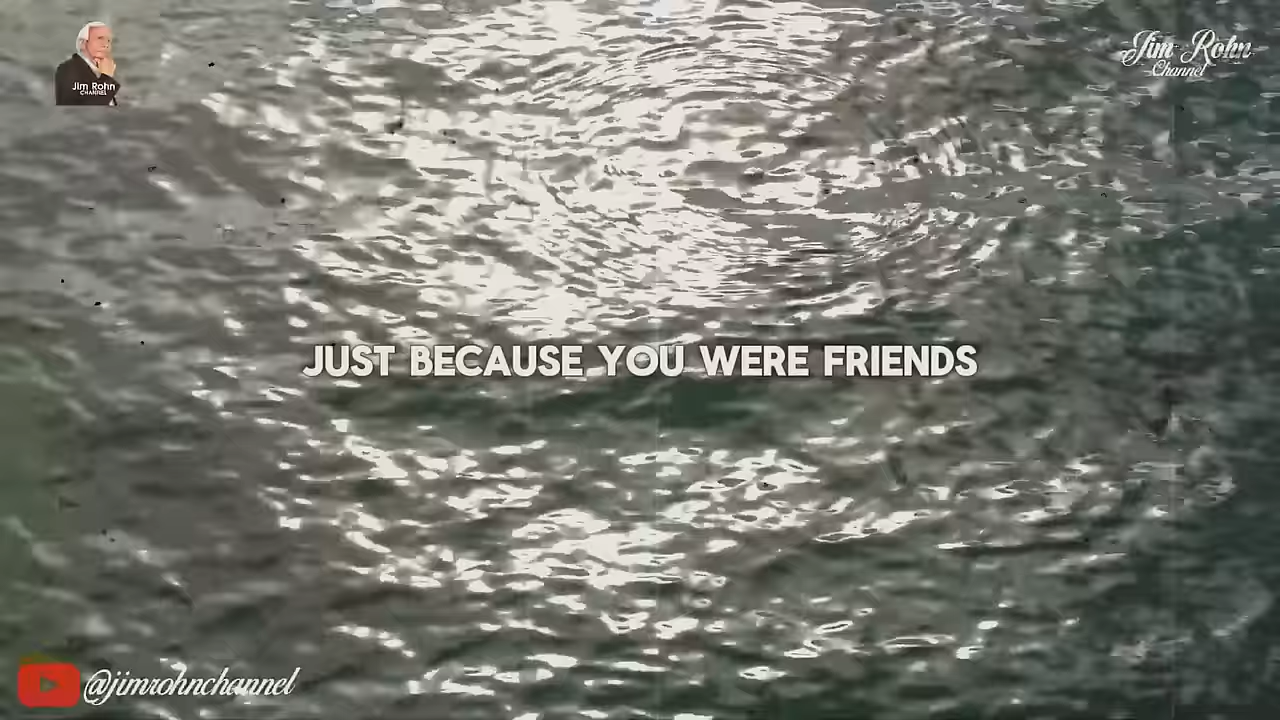 Jim Rohn
CHANNEL
Jim Rohn
Channel
JUST BECAUSE YOU WERE FRIENDS
@jimrohnchannel